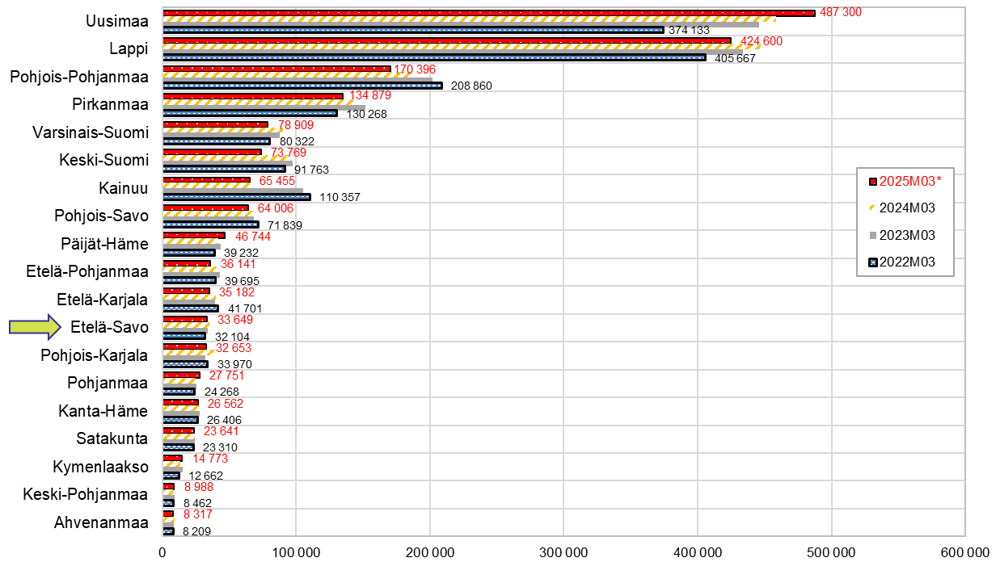 Uusimaa 487 300
374 133
Lappi 424 600
405 667
Pohjois-Pohjanmaa 170 396
208 860
Pirkanmaa 134 879
130 268
Varsinais-Suomi 78 909
80 322
Keski-Suomi 73 769
91 763
Kainuu 65 455
110 357
Pohjois-Savo 64 006
71 839
Päijät-Häme 46 744
39 232
Etelä-Pohjanmaa 36 141
39 695
Etelä-Karjala 35 182
41 701
Etelä-Savo 33 649
32 104
Pohjois-Karjala 32 653
33 970
Pohjanmaa 27 751
24 268
Kanta-Häme 26 562
26 406
Satakunta 23 641
23 310
Kymenlaakso 14 773
12 662
Keski-Pohjanmaa 8 988
8 462
Ahvenanmaa 8 317
8 209
2025M03*
2024M03
2023M03
2022M03
0 100 000 200 000 300 000 400 000 500 000 600 000